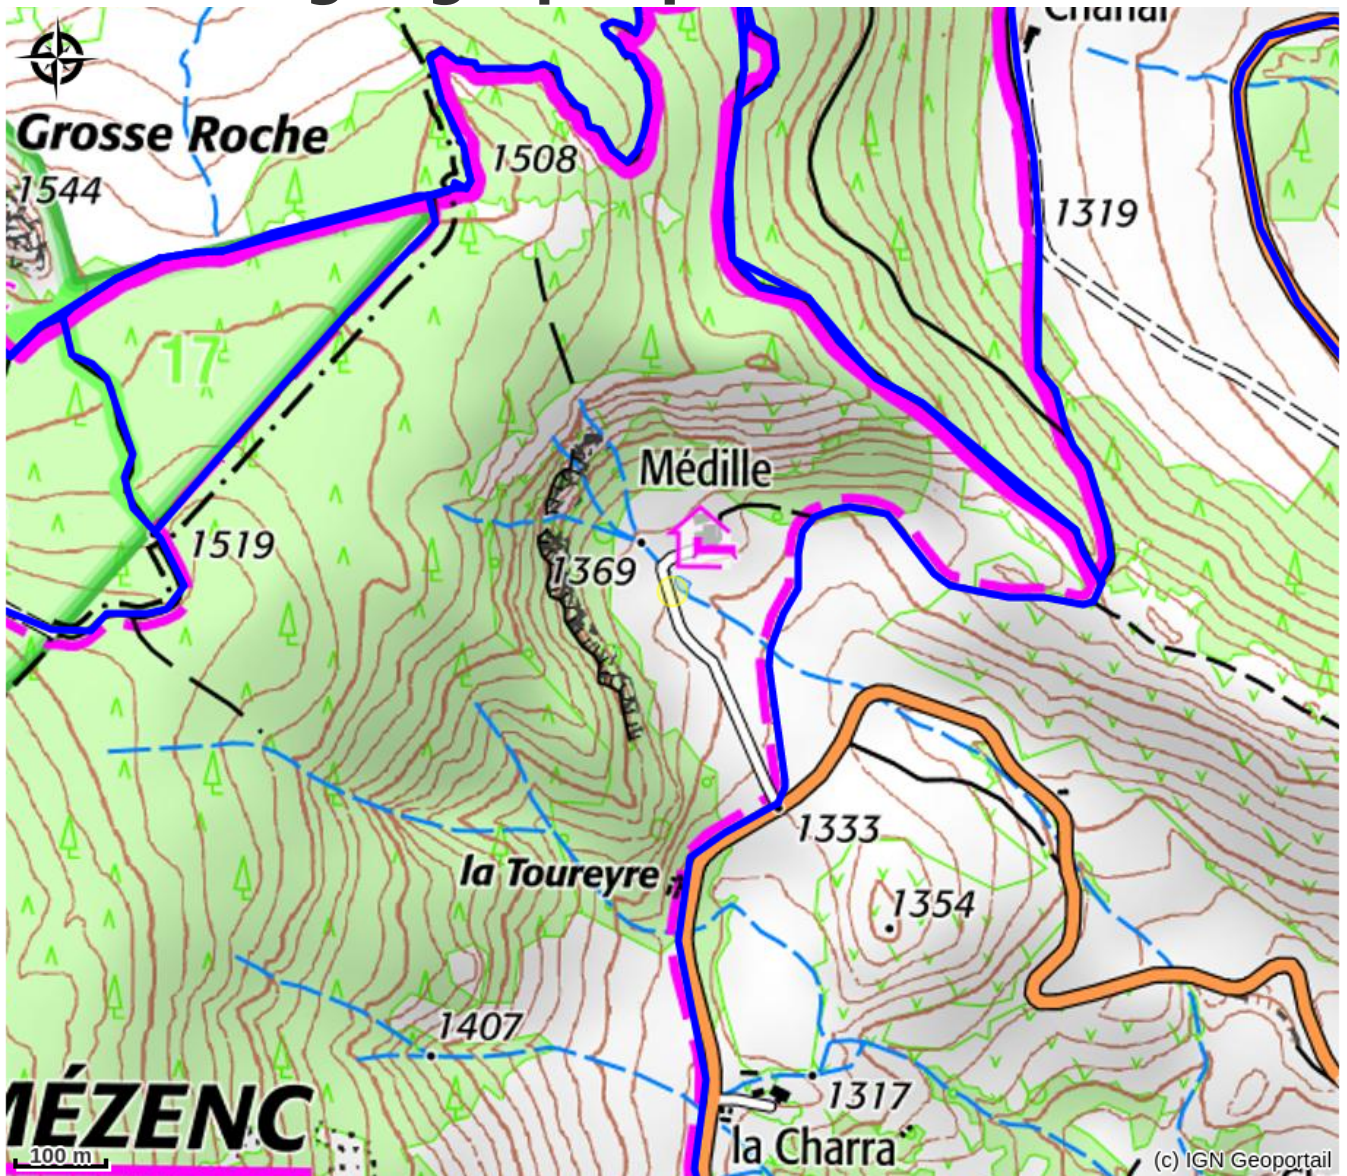 Grosse Roche
1544
1508
1319
17
Médille
1519
1369
1333
la Toureyre
1354
1407
1317
MÉZENC
la Charra
100 m
(c) IGN Geoportail